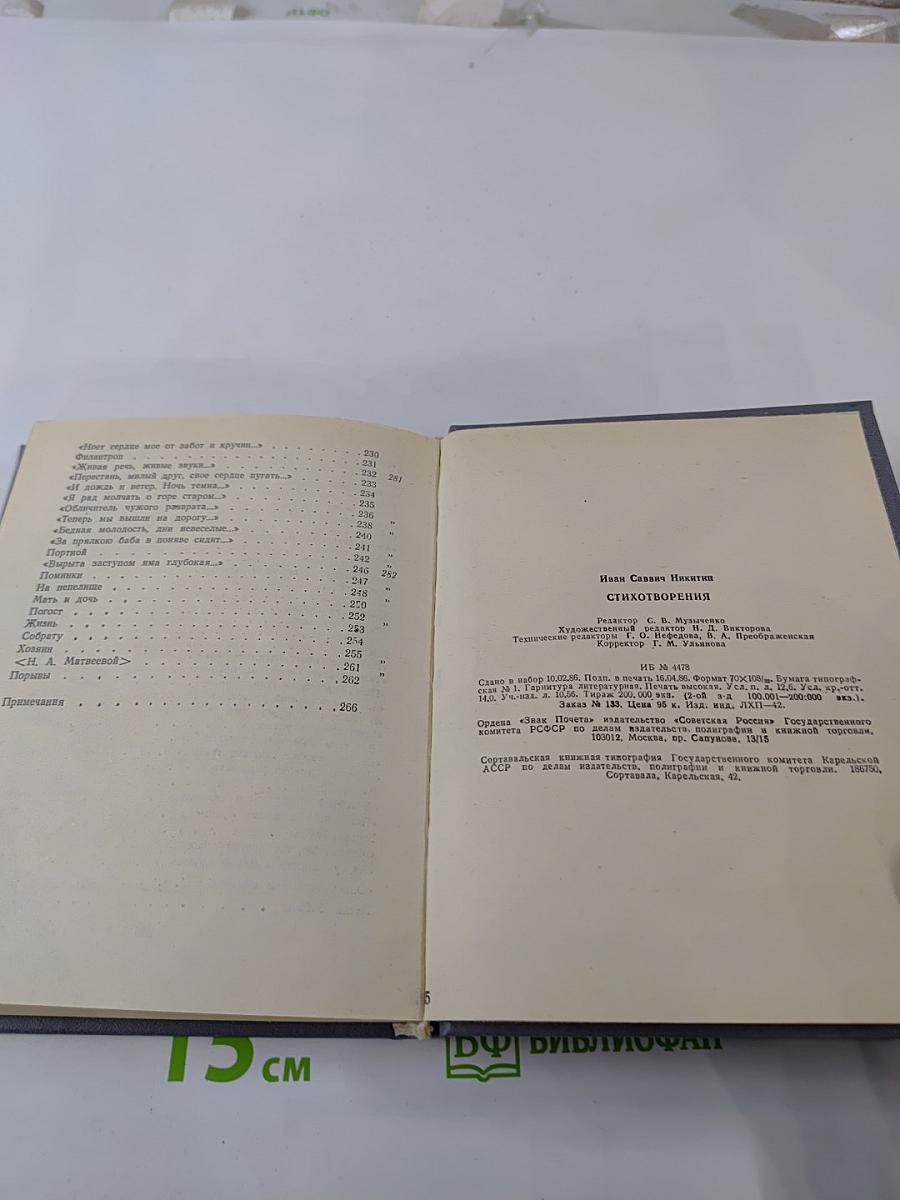 «Ноет сердце мое от забот и кручин...» . . . . . . . 230
Филантроп . . . . . . . . . . 231
«Живая речь, живые звуки...» . . . . . . . 232 281
«Перестань, милый друг, свое сердце пугать...» . . . 233
«И дождь и ветер. Ночь темна...» . . . . . . 234
«Я рад молчать о горе старом...» . . . . . . 235
«Обличитель чужого разврата...» . . . . . . 236
«Теперь мы вышли на дорогу...» . . . . . . 238 "
«Бедная молодость, дни невеселые...» . . . . . 240 "
«За прялкою баба в поняве сидит...» . . . . . 241
Портной . . . . . . . . . . 242 "
«Вырыта заступом яма глубокая...» . . . . . . 246 282
Поминки . . . . . . . . . . 247
На пепелище . . . . . . . . . . 248 "
Мать и дочь . . . . . . . . . . 250 "
Погост . . . . . . . . . . 252
Жизнь . . . . . . . . . . 253 "
Собрату . . . . . . . . . . 254
Хозяин . . . . . . . . . . 255
<Н. А. Матвеевой> . . . . . . . . . . 261 "
Порывы . . . . . . . . . . 262 "
Примечания . . . . . . . . . . 266
5
Иван Саввич Никитин
СТИХОТВОРЕНИЯ
Редактор С. В. Музыченко
Художественный редактор Н. Д. Викторова
Технические редакторы Г. О. Нефедова, В. А. Преображенская
Корректор Г. М. Ульянова
ИБ № 4478
Сдано в набор 10.02.86. Подп. в печать 16.04.86. Формат 70×108/32. Бумага типограф-
ская № 1. Гарнитура литературная. Печать высокая. Усл. п. л. 12,6. Усл. кр.-отт.
14,0. Уч.-изд. л. 10,56. Тираж 200.000 экз. (2-ой з-д 100.001—200.000 экз.).
Заказ № 133. Цена 95 к. Изд. инд. ЛХП—42.
Ордена «Знак Почета» издательство «Советская Россия» Государственного
комитета РСФСР по делам издательств, полиграфии и книжной торговли.
103012, Москва, пр. Сапунова, 13/15
Сортавальская книжная типография Государственного комитета Карельской
АССР по делам издательств, полиграфии и книжной торговли. 186750,
Сортавала, Карельская, 42.
15 см
БФ БИБЛИОФАН